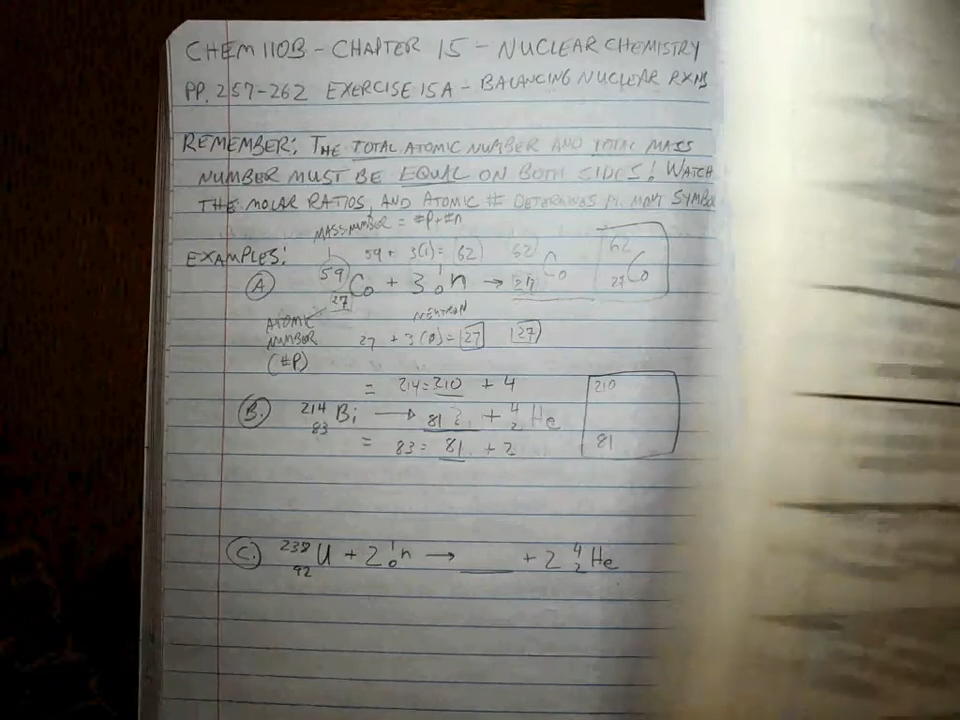 CHEM 110B - CHAPTER 15 - NUCLEAR CHEMISTRY
PP. 257-262 EXERCISE 15A - BALANCING NUCLEAR RXNS
REMEMBER: THE TOTAL ATOMIC NUMBER AND TOTAL MASS
NUMBER MUST BE EQUAL ON BOTH SIDES! WATCH
THE MOLAR RATIOS, AND ATOMIC # DETERMINES SYMBOL
MASS NUMBER = #P + #n
EXAMPLES: 59 + 3(1) = 62 62 62
A 59 27 Co + 3 1 0 n → 27 Co 27 Co
ATOMIC NEUTRON
NUMBER 27 + 3(0) = 27 27
(#P)
= 214 = 210 + 4 210
B. 214 83 Bi → 81 ? + 4 2 He
= 83 = 81 + 2 81
C. 238 92 U + 2 1 0 n → ___ + 2 4 2 He